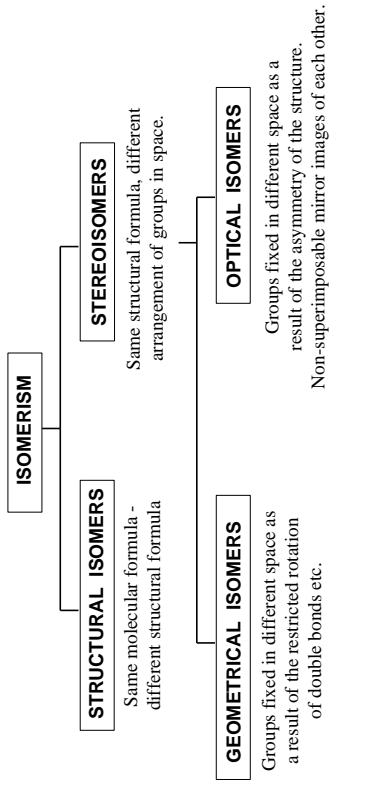 ISOMERISM
STRUCTURAL ISOMERS
Same molecular formula -
different structural formula
STEREOISOMERS
Same structural formula, different
arrangement of groups in space.
GEOMETRICAL ISOMERS
Groups fixed in different space as
a result of the restricted rotation
of double bonds etc.
OPTICAL ISOMERS
Groups fixed in different space as a
result of the asymmetry of the structure.
Non-superimposable mirror images of each other.